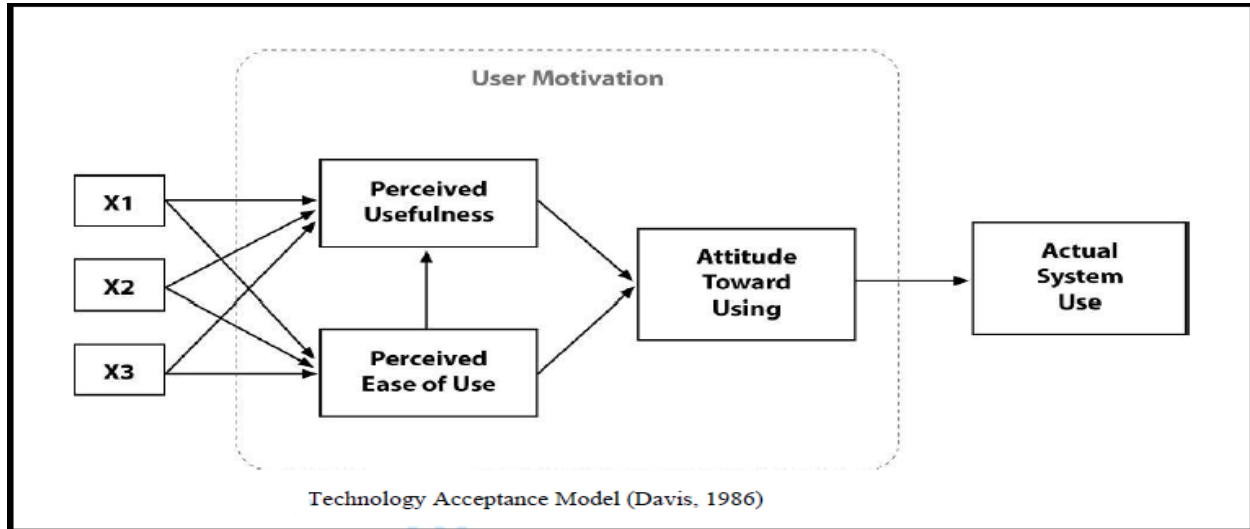 User Motivation
X1
X2
X3
Perceived
Usefulness
Perceived
Ease of Use
Attitude
Toward
Using
Actual
System
Use
Technology Acceptance Model (Davis, 1986)